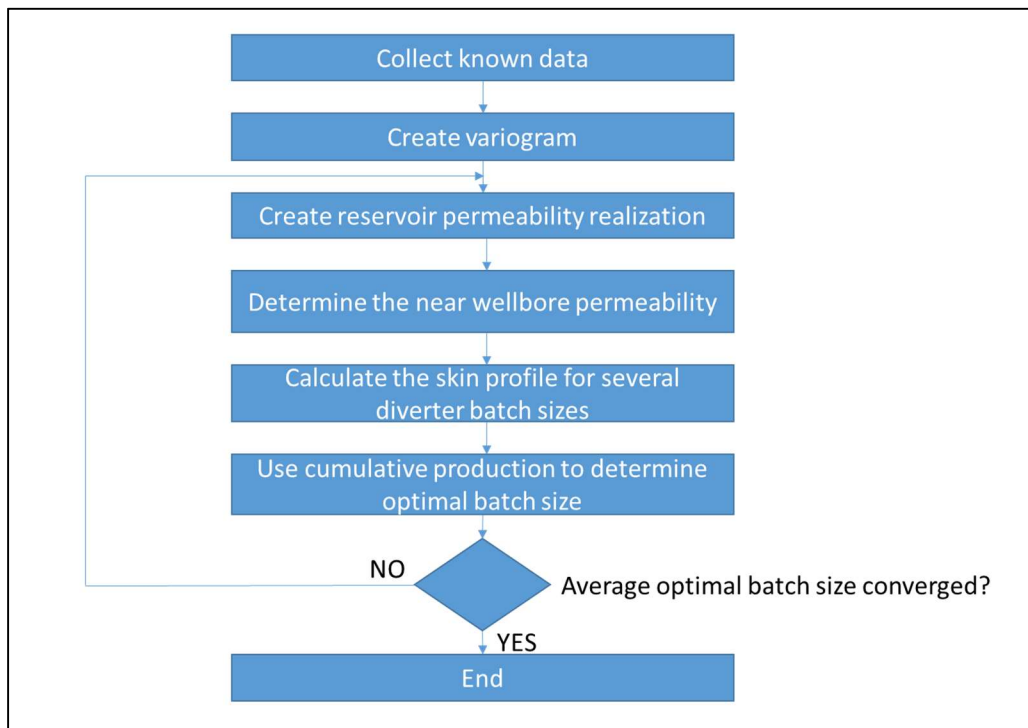 Collect known data
Create variogram
Create reservoir permeability realization
Determine the near wellbore permeability
Calculate the skin profile for several
diverter batch sizes
Use cumulative production to determine
optimal batch size
NO
Average optimal batch size converged?
YES
End